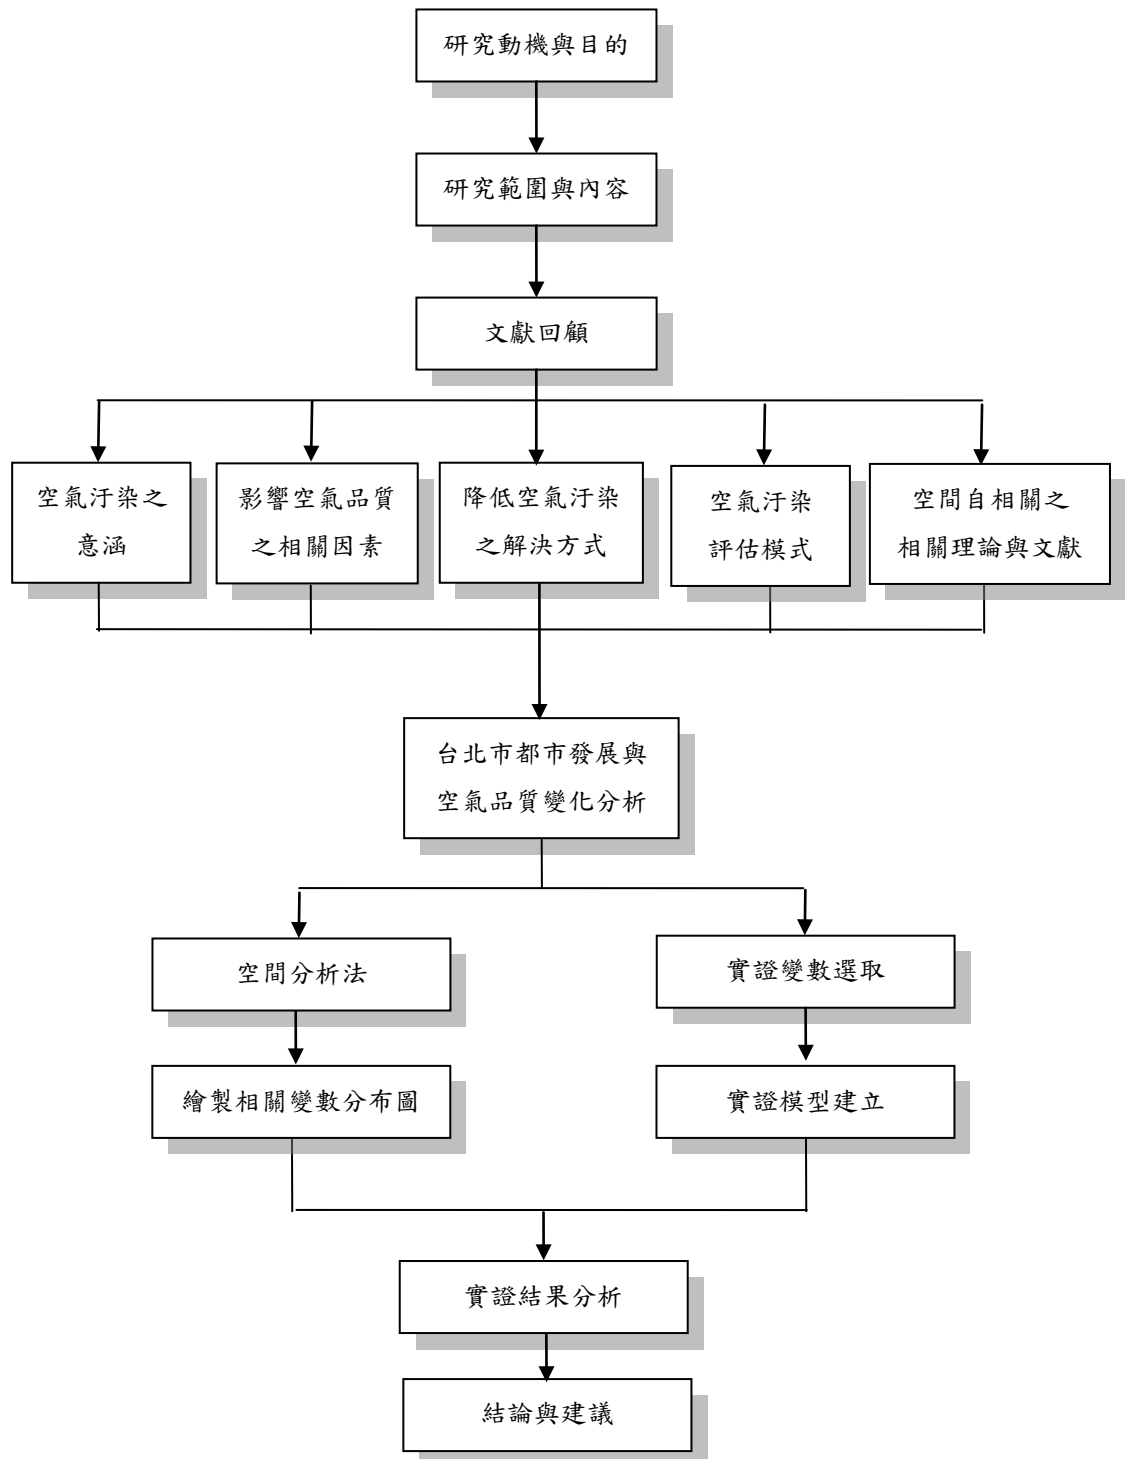 研究動機與目的
研究範圍與內容
文獻回顧
空氣汙染之
意涵
影響空氣品質
之相關因素
降低空氣汙染
之解決方式
空氣汙染
評估模式
空間自相關之
相關理論與文獻
台北市都市發展與
空氣品質變化分析
空間分析法
實證變數選取
繪製相關變數分布圖
實證模型建立
實證結果分析
結論與建議